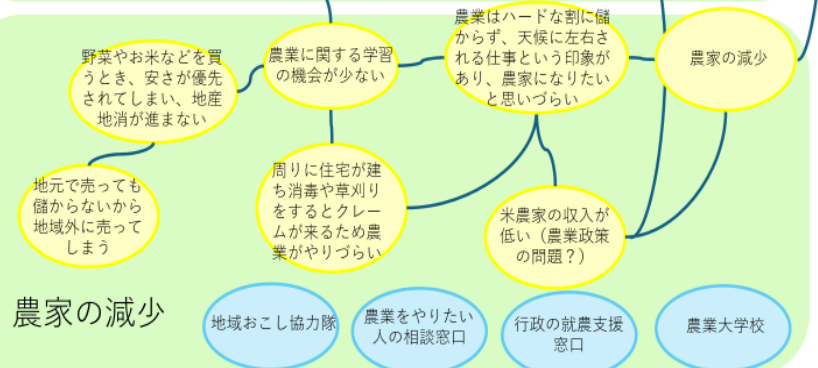 野菜やお米などを買
うとき、安さが優先
されてしまい、地産
地消が進まない
農業に関する学習
の機会が少ない
農業はハードな割に儲
からず、天候に左右さ
れる仕事という印象が
あり、農家になりたい
と思いづらい
農家の減少
地元で売っても
儲からないから
地域外に売って
しまう
周りに住宅が建
ち消毒や草刈り
をするとクレー
ムが来るため農
業がやりづらい
米農家の収入が
低い（農業政策
の問題？）
農家の減少
地域おこし協力隊
農業をやりたい
人の相談窓口
行政の就農支援
窓口
農業大学校